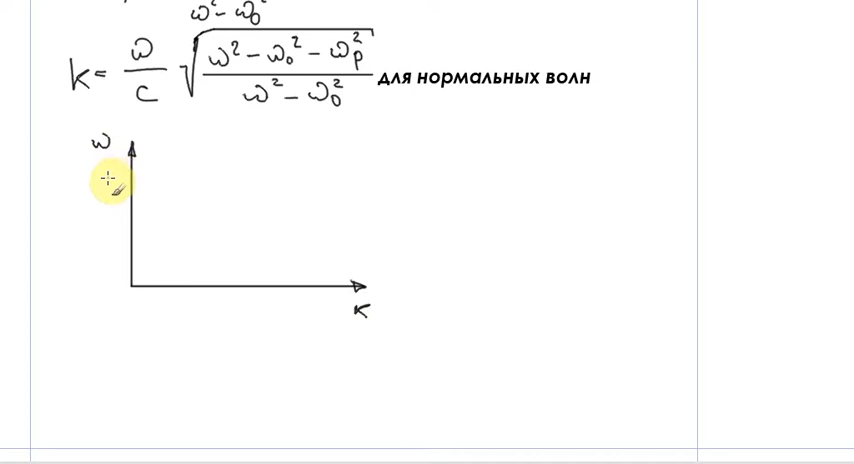 ω² − ω₀²
k = ω/c √((ω² − ω₀² − ωₚ²)/(ω² − ω₀²)) для нормальных волн
ω
κ